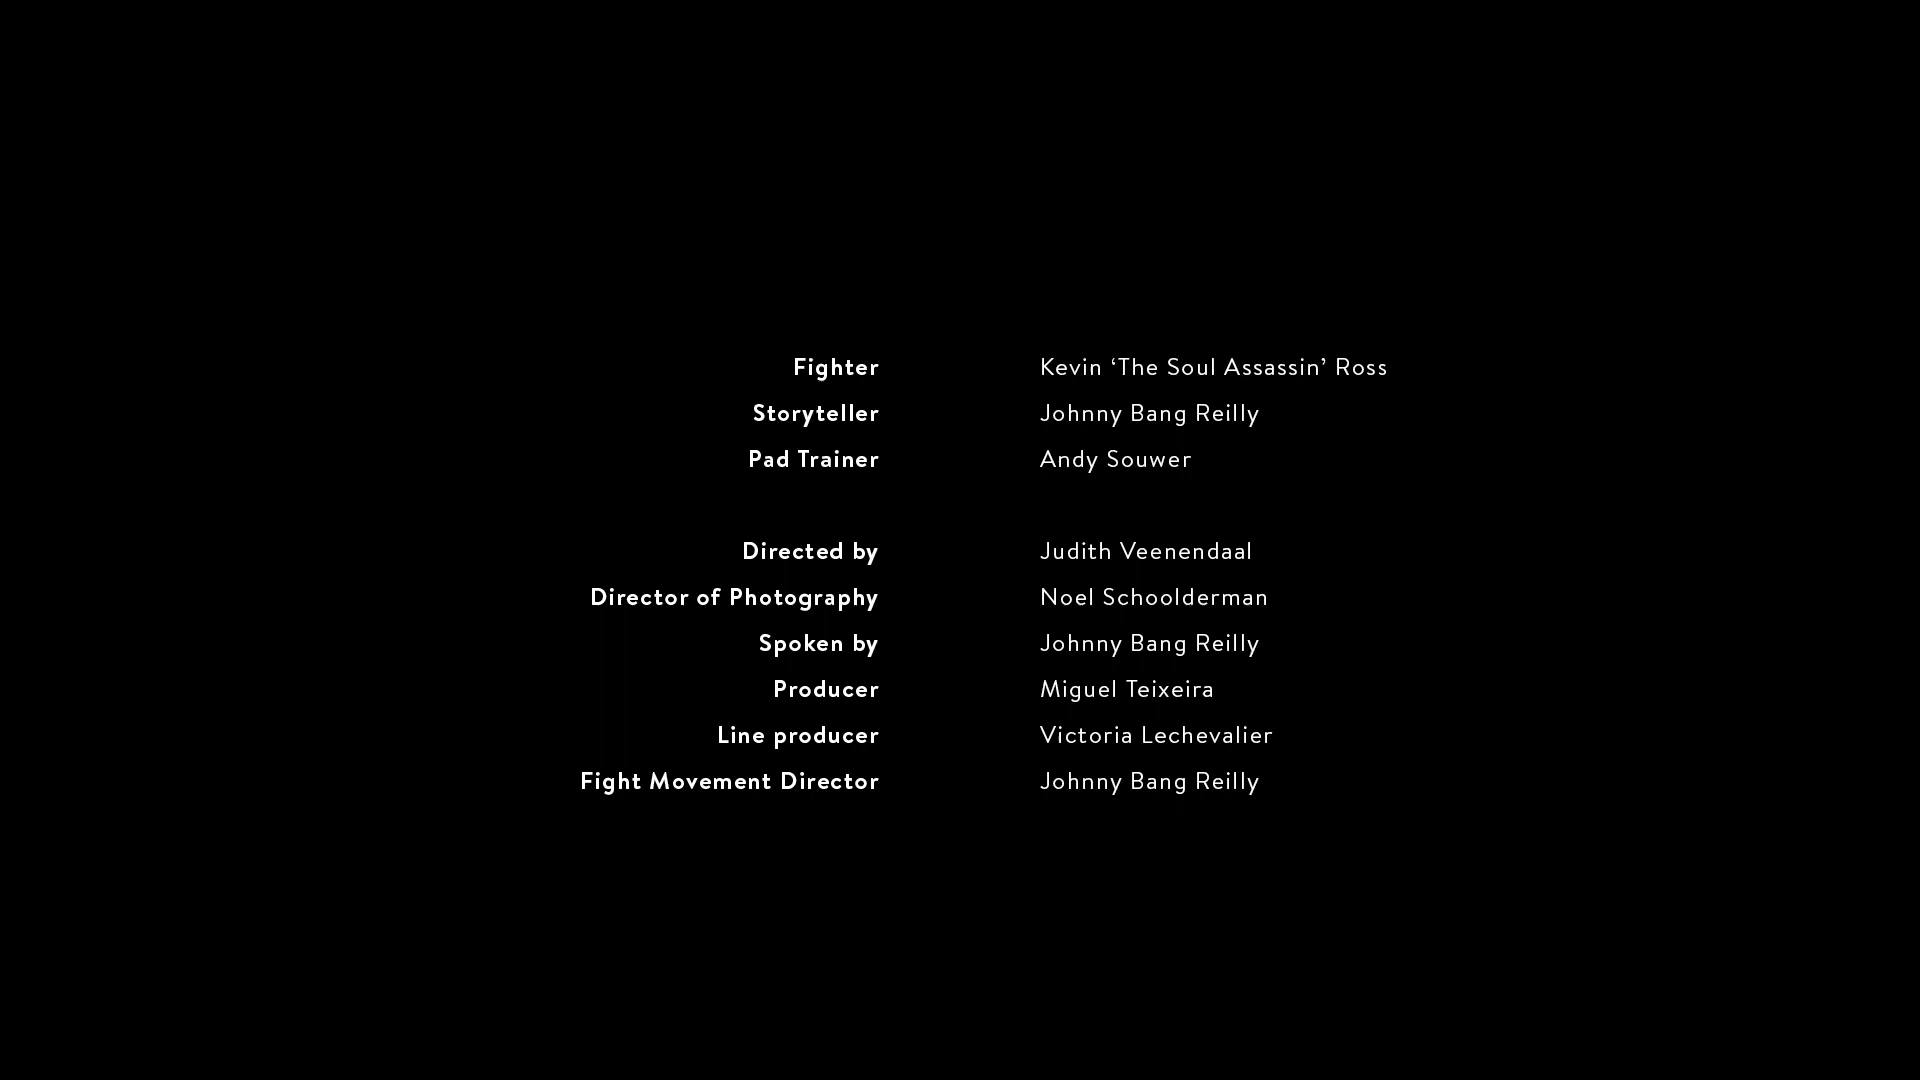 Fighter Kevin ‘The Soul Assassin’ Ross
Storyteller Johnny Bang Reilly
Pad Trainer Andy Souwer
Directed by Judith Veenendaal
Director of Photography Noel Schoolderman
Spoken by Johnny Bang Reilly
Producer Miguel Teixeira
Line producer Victoria Lechevalier
Fight Movement Director Johnny Bang Reilly